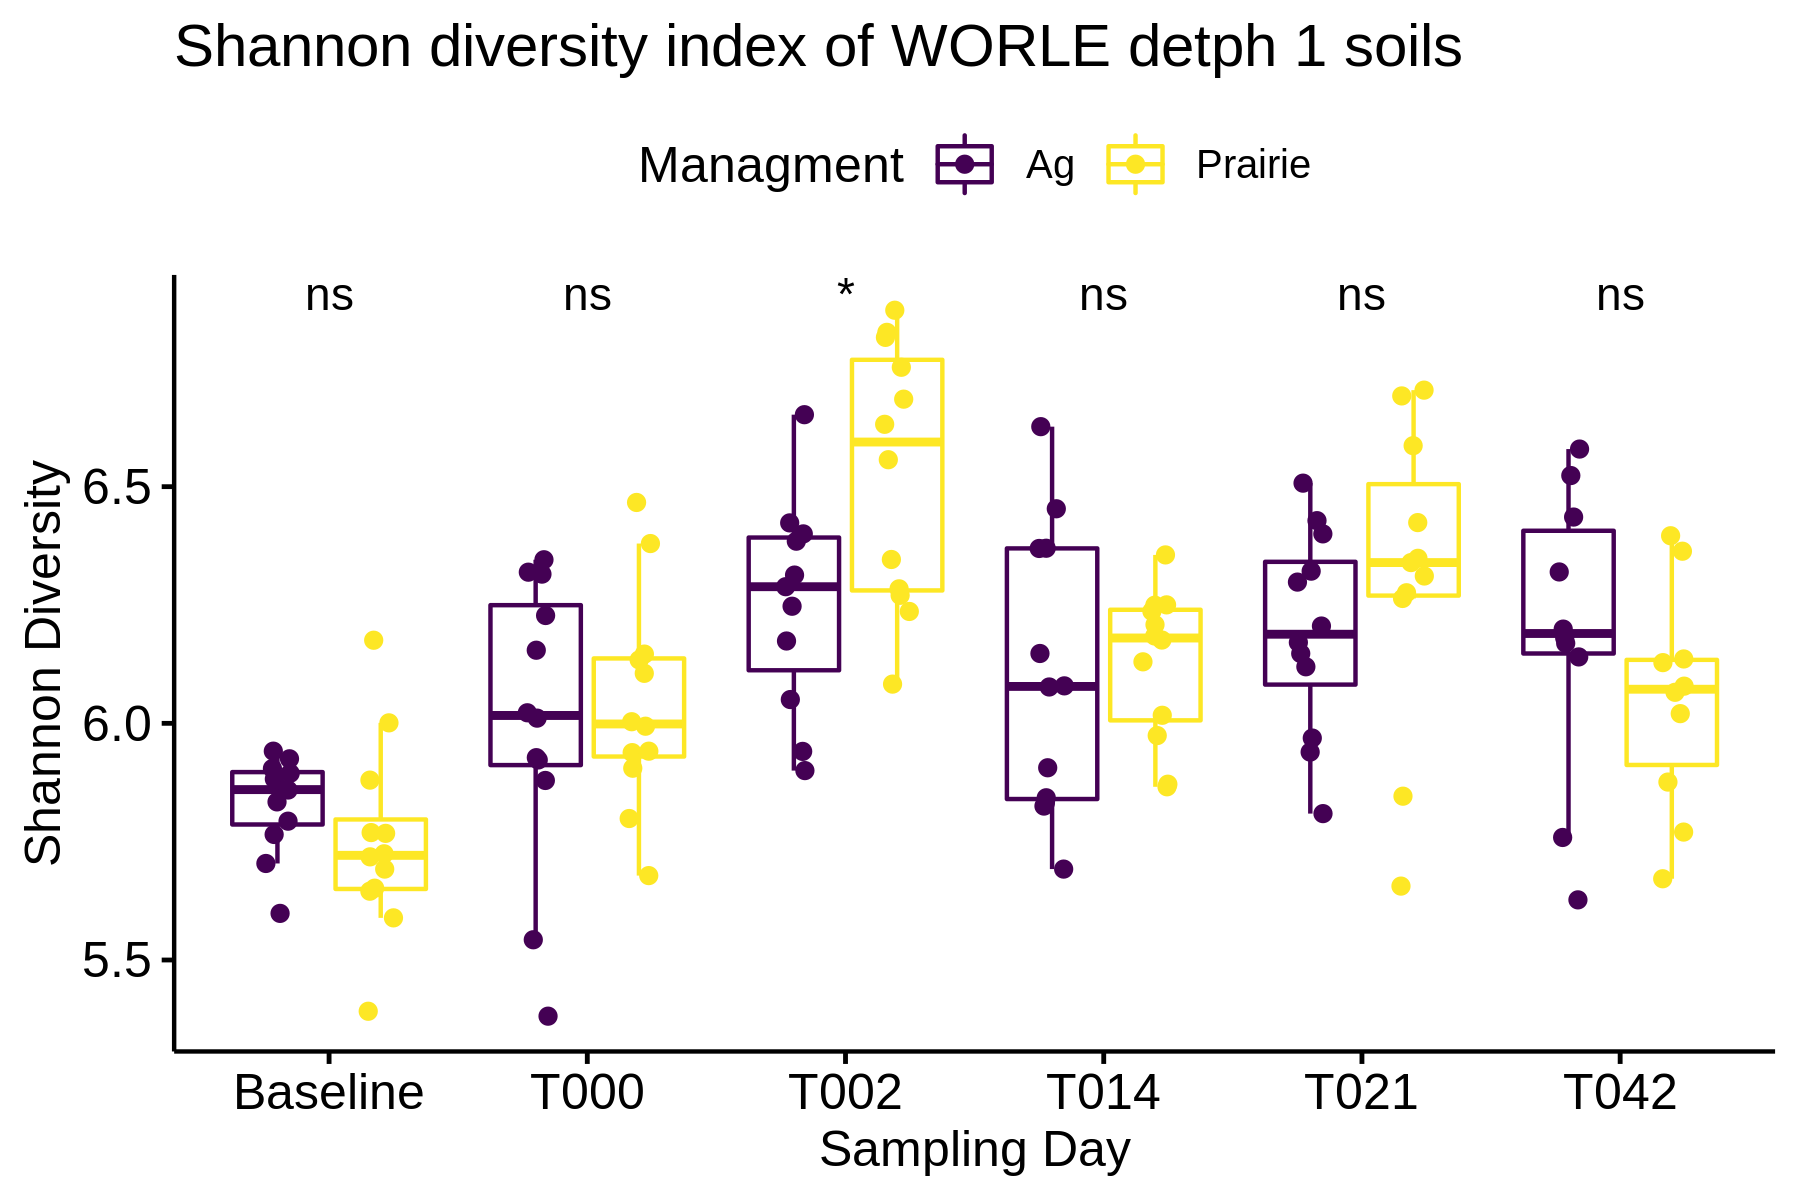 Shannon diversity index of WORLE detph 1 soils
Managment Ag Prairie
ns ns * ns ns ns
Shannon Diversity
6.5
6.0
5.5
Baseline T000 T002 T014 T021 T042
Sampling Day